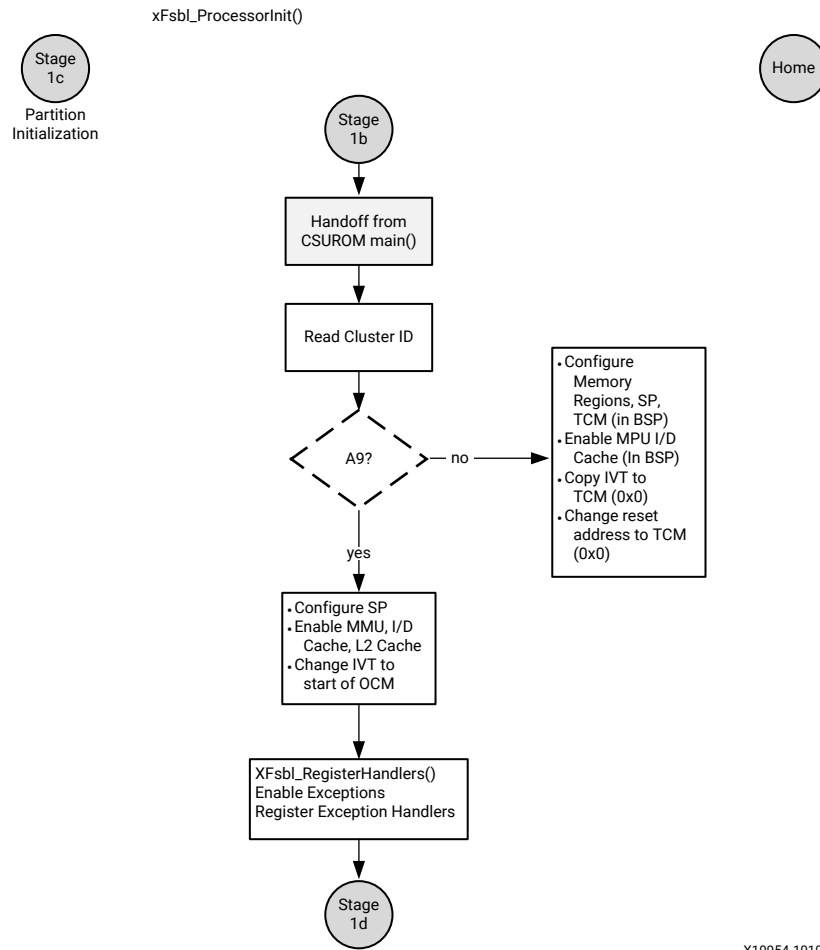 xFsbl_ProcessorInit()
Stage
1c
Partition
Initialization
Home
Stage
1b
Handoff from
CSUROM main()
Read Cluster ID
A9?
no
• Configure
Memory
Regions, SP,
TCM (in BSP)
• Enable MPU I/D
Cache (In BSP)
• Copy IVT to
TCM (0x0)
• Change reset
address to TCM
(0x0)
yes
• Configure SP
• Enable MMU, I/D
Cache, L2 Cache
• Change IVT to
start of OCM
XFsbl_RegisterHandlers()
Enable Exceptions
Register Exception Handlers
Stage
1d